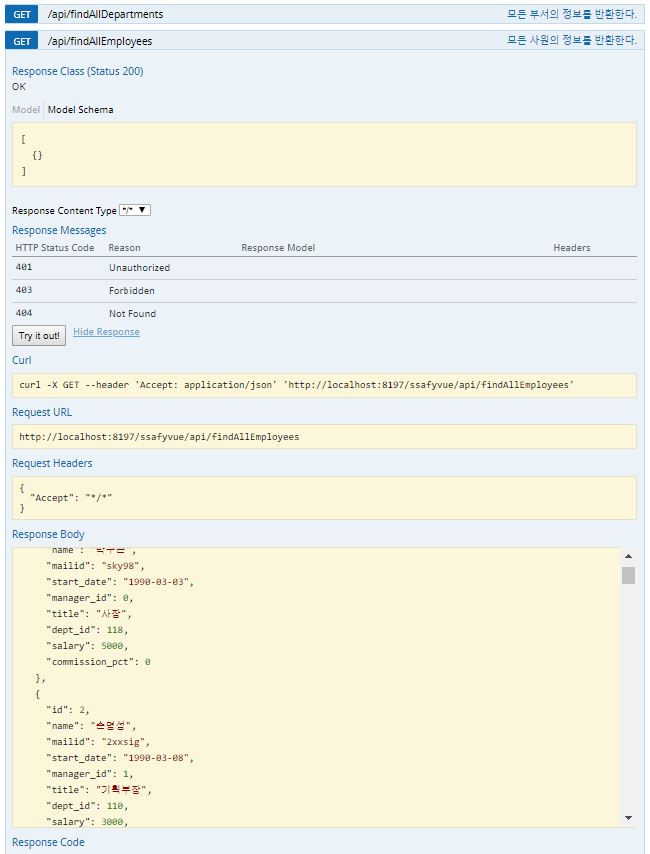 GET /api/findAllDepartments 모든 부서의 정보를 반환한다.
GET /api/findAllEmployees 모든 사원의 정보를 반환한다.
Response Class (Status 200)
OK
Model Model Schema
[
{}
]
Response Content Type */* ▼
Response Messages
HTTP Status Code Reason Response Model Headers
401 Unauthorized
403 Forbidden
404 Not Found
Try it out! Hide Response
Curl
curl -X GET --header 'Accept: application/json' 'http://localhost:8197/ssafyvue/api/findAllEmployees'
Request URL
http://localhost:8197/ssafyvue/api/findAllEmployees
Request Headers
{
"Accept": "*/*"
}
Response Body
"name":
"mailid": "sky98",
"start_date": "1990-03-03",
"manager_id": 0,
"title": "사장",
"dept_id": 118,
"salary": 5000,
"commission_pct": 0
},
{
"id": 2,
"name": "손명성",
"mailid": "2xxsig",
"start_date": "1990-03-08",
"manager_id": 1,
"title": "기획부장",
"dept_id": 110,
"salary": 3000,
Response Code